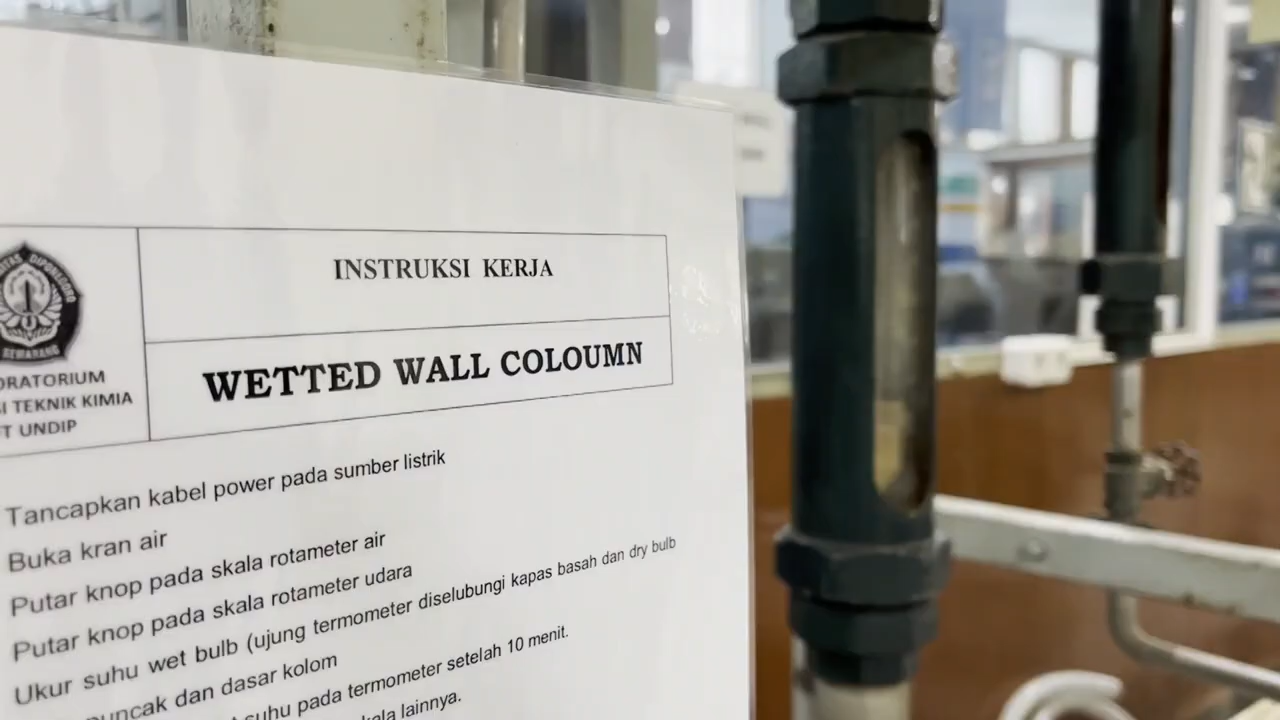 INSTRUKSI KERJA
WETTED WALL COLOUMN
DIPONEGORO
SEMARANG
TEKNIK KIMIA
UNDIP
Tancapkan kabel power pada sumber listrik
Buka kran air
Putar knop pada skala rotameter air
Putar knop pada skala rotameter udara
Ukur suhu wet bulb (ujung termometer diselubungi kapas basah dan dry bulb
puncak dan dasar kolom
suhu pada termometer setelah 10 menit.
lainnya.